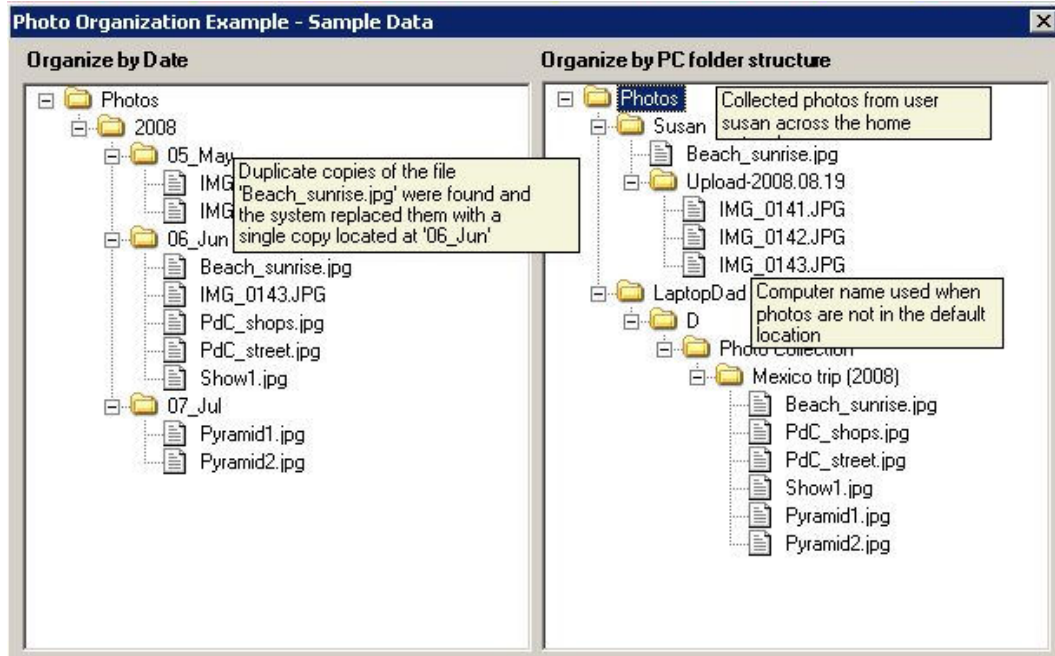 Photo Organization Example - Sample Data
Organize by Date
Photos
2008
05_May
IMG
IMG
Duplicate copies of the file
'Beach_sunrise.jpg' were found and
the system replaced them with a
single copy located at '06_Jun'
06_Jun
Beach_sunrise.jpg
IMG_0143.JPG
PdC_shops.jpg
PdC_street.jpg
Show1.jpg
07_Jul
Pyramid1.jpg
Pyramid2.jpg
Organize by PC folder structure
Photos
Collected photos from user
susan across the home
Susan
Beach_sunrise.jpg
Upload-2008.08.19
IMG_0141.JPG
IMG_0142.JPG
IMG_0143.JPG
LaptopDad
Computer name used when
photos are not in the default
location
D
Photo Collection
Mexico trip (2008)
Beach_sunrise.jpg
PdC_shops.jpg
PdC_street.jpg
Show1.jpg
Pyramid1.jpg
Pyramid2.jpg